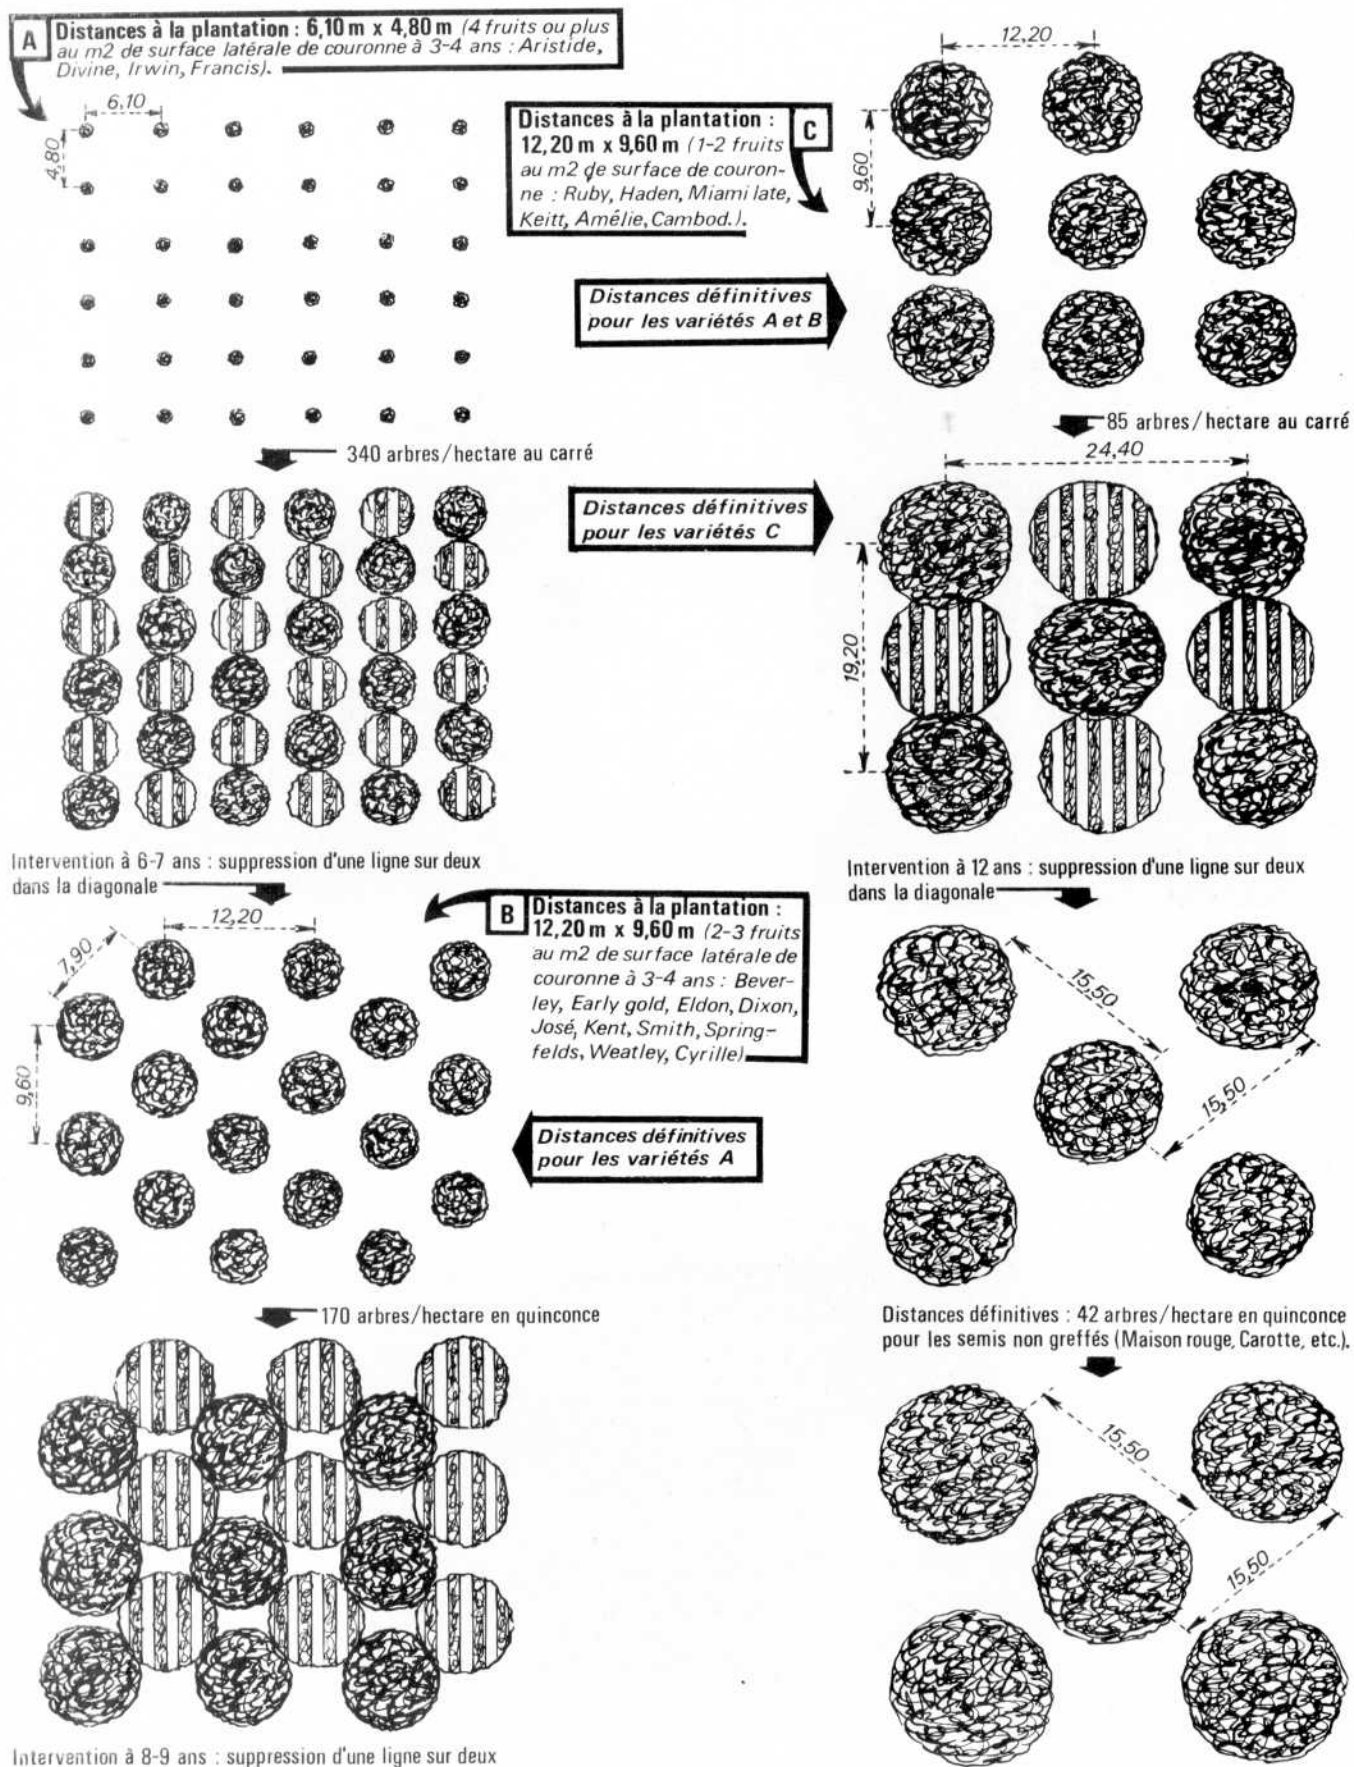 A
Distances à la plantation : 6,10 m x 4,80 m (4 fruits ou plus
au m2 de surface latérale de couronne à 3-4 ans : Aristide,
Divine, Irwin, Francis).
6,10
4,80
340 arbres/hectare au carré
Intervention à 6-7 ans : suppression d'une ligne sur deux
dans la diagonale
12,20
7,90
9,60
B
Distances à la plantation :
12,20 m x 9,60 m (2-3 fruits
au m2 de surface latérale de
couronne à 3-4 ans : Bever-
ley, Early gold, Eldon, Dixon,
José, Kent, Smith, Spring-
felds, Weatley, Cyrille)
Distances définitives
pour les variétés A
170 arbres/hectare en quinconce
Intervention à 8-9 ans : suppression d'une ligne sur deux
C
Distances à la plantation :
12,20 m x 9,60 m (1-2 fruits
au m2 de surface de couron-
ne : Ruby, Haden, Miami late,
Keitt, Amélie, Cambod.).
12,20
9,60
Distances définitives
pour les variétés A et B
85 arbres/hectare au carré
24,40
Distances définitives
pour les variétés C
19,20
Intervention à 12 ans : suppression d'une ligne sur deux
dans la diagonale
15,50
15,50
Distances définitives : 42 arbres/hectare en quinconce
pour les semis non greffés (Maison rouge, Carotte, etc.).
15,50
15,50